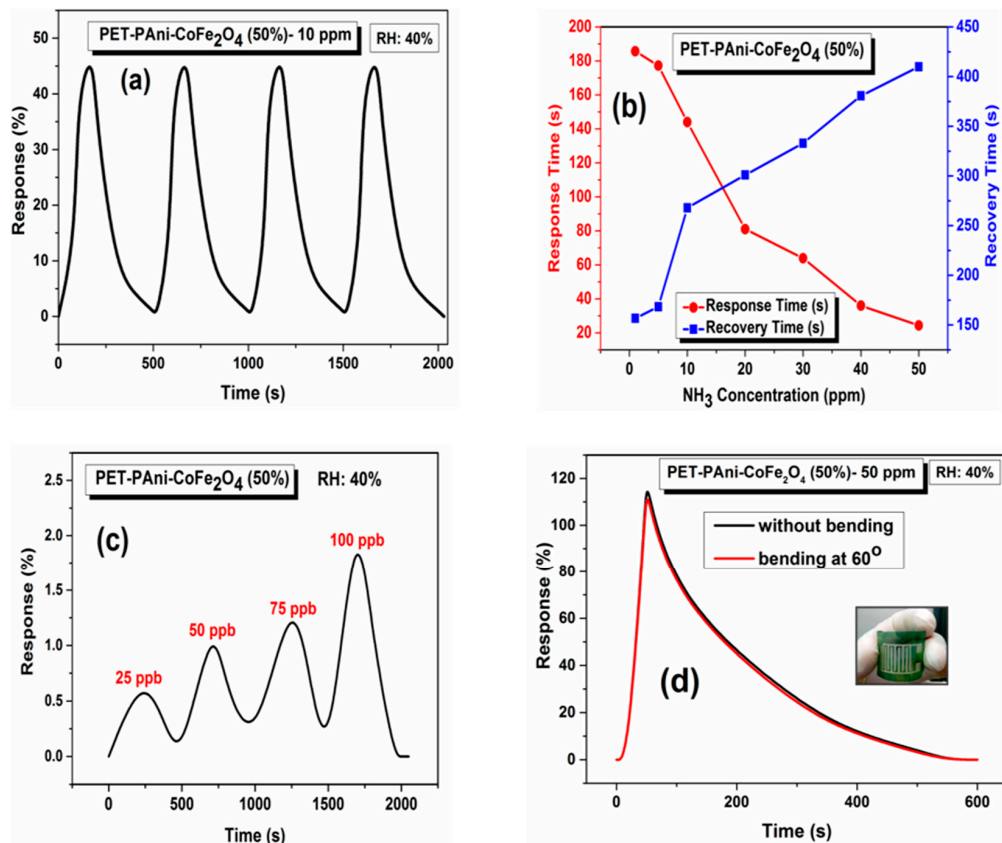 PET-PAni-CoFe2O4 (50%)- 10 ppm
RH: 40%
(a)
Response (%)
50
40
30
20
10
0
0 500 1000 1500 2000
Time (s)
PET-PAni-CoFe2O4 (50%)
(b)
Response Time (s)
200
180
160
140
120
100
80
60
40
20
Recovery Time (s)
450
400
350
300
250
200
150
Response Time (s)
Recovery Time (s)
0 10 20 30 40 50
NH3 Concentration (ppm)
PET-PAni-CoFe2O4 (50%)
RH: 40%
(c)
Response (%)
2.5
2.0
1.5
1.0
0.5
0.0
25 ppb
50 ppb
75 ppb
100 ppb
0 500 1000 1500 2000
Time (s)
PET-PAni-CoFe2O4 (50%)- 50 ppm
RH: 40%
without bending
bending at 60o
(d)
Response (%)
120
100
80
60
40
20
0
0 200 400 600
Time (s)